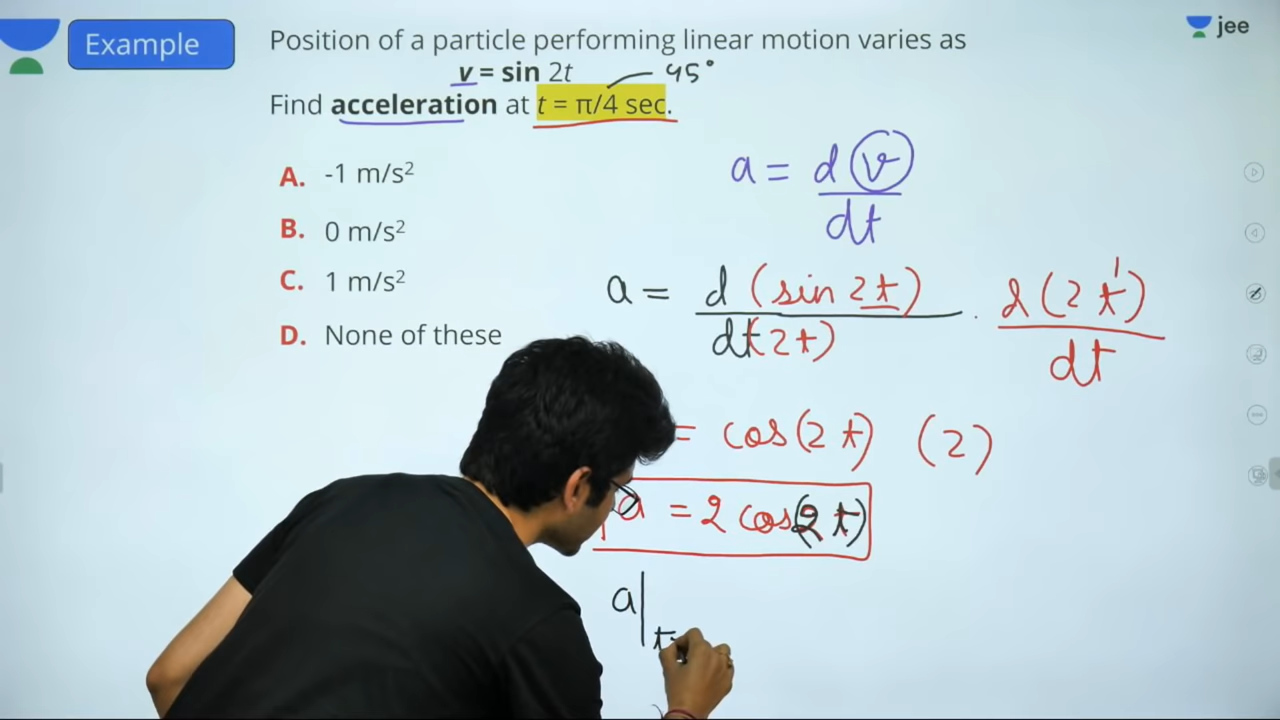 Example
jee
Position of a particle performing linear motion varies as
v = sin 2t
45°
Find acceleration at t = π/4 sec.
A. -1 m/s²
B. 0 m/s²
C. 1 m/s²
D. None of these
a = d(v)/dt
a = d(sin 2t)/dt(2t) . d(2t¹)/dt
= cos(2t) (2)
a = 2 cos(2t)
a|t=